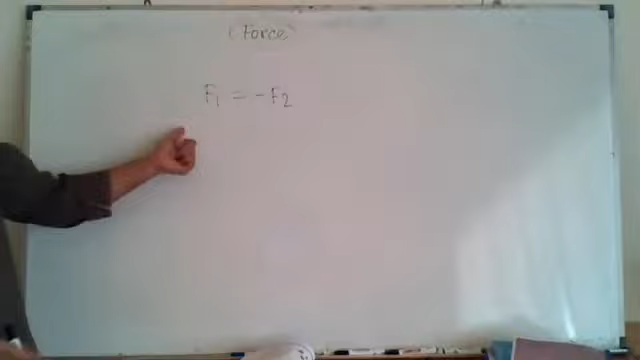 (Force)
F₁ = -F₂